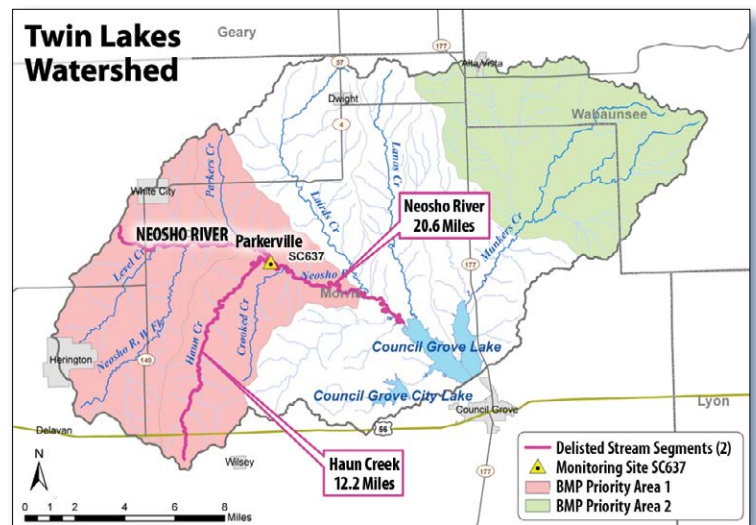 Twin Lakes
Watershed
Geary
177
57
Alta Vista
Dwight
4
Wabaunsee
White City
Parkers Cr
Lairds Cr
Lanos Cr
Munkers Cr
Neosho River
20.6 Miles
NEOSHO RIVER
Parkerville
SC637
Level Cr
Neosho R
Morris
177
Neosho R, W Fk
Haun Cr
Crooked Cr
Herington
149
Council Grove Lake
Council Grove City Lake
Council Grove
Lyon
Delavan
56
Wilsey
177
Haun Creek
12.2 Miles
N
0 1 2 4 6 8
Miles
Delisted Stream Segments (2)
Monitoring Site SC637
BMP Priority Area 1
BMP Priority Area 2